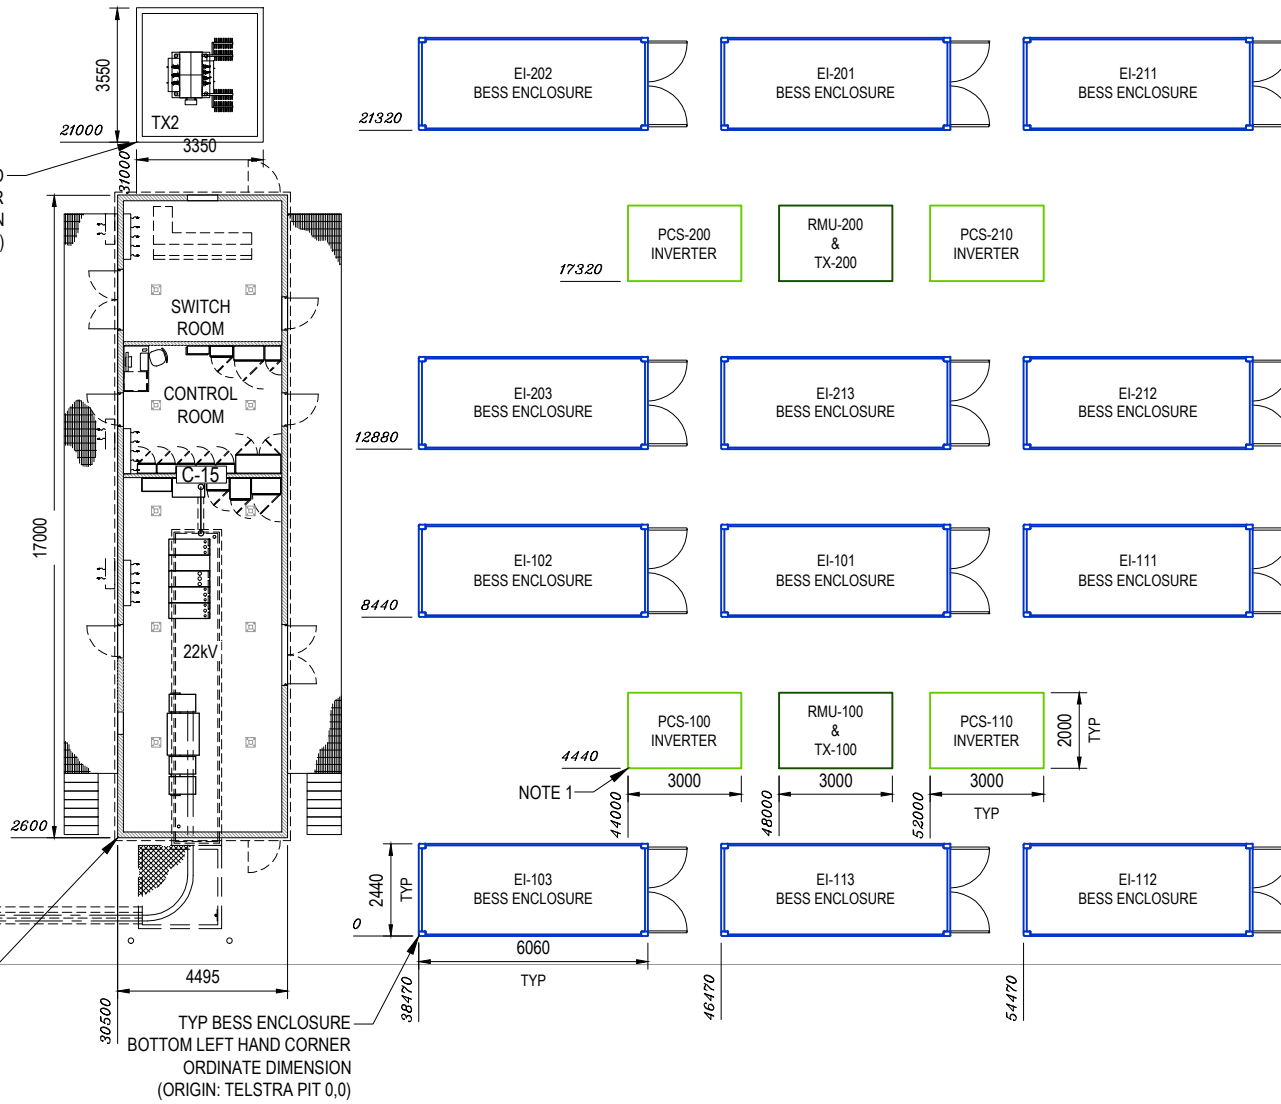 3550
TX2
21000
3350
31000
R
N
)
EI-202
BESS ENCLOSURE
EI-201
BESS ENCLOSURE
EI-211
BESS ENCLOSURE
21320
PCS-200
INVERTER
RMU-200
&
TX-200
PCS-210
INVERTER
17320
SWITCH
ROOM
CONTROL
ROOM
C-15
17000
22kV
2600
EI-203
BESS ENCLOSURE
EI-213
BESS ENCLOSURE
EI-212
BESS ENCLOSURE
12880
EI-102
BESS ENCLOSURE
EI-101
BESS ENCLOSURE
EI-111
BESS ENCLOSURE
8440
PCS-100
INVERTER
RMU-100
&
TX-100
PCS-110
INVERTER
2000
TYP
4440
NOTE 1
3000
3000
3000
TYP
44000
48000
52000
EI-103
BESS ENCLOSURE
EI-113
BESS ENCLOSURE
EI-112
BESS ENCLOSURE
2440
TYP
0
6060
TYP
38470
46470
54470
4495
30500
TYP BESS ENCLOSURE
BOTTOM LEFT HAND CORNER
ORDINATE DIMENSION
(ORIGIN: TELSTRA PIT 0,0)